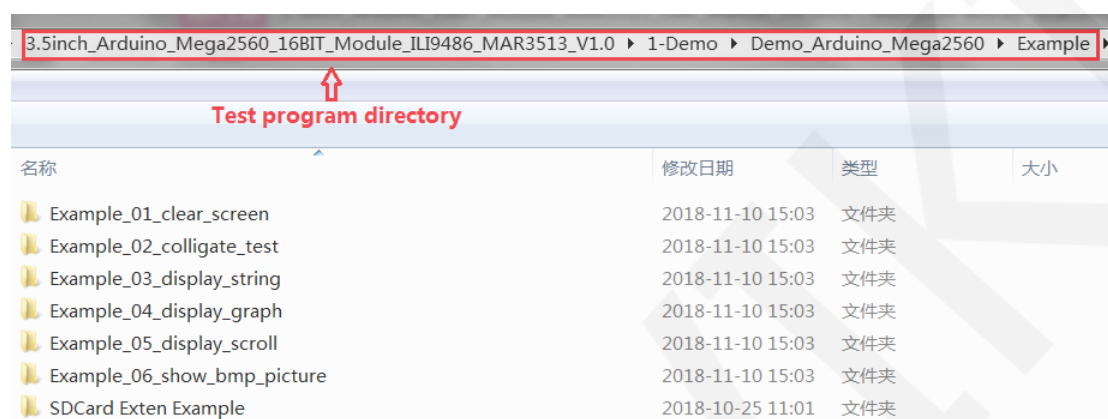 3.5inch_Arduino_Mega2560_16BIT_Module_ILI9486_MAR3513_V1.0 ▸ 1-Demo ▸ Demo_Arduino_Mega2560 ▸ Example ▸
Test program directory
名称 修改日期 类型 大小
Example_01_clear_screen 2018-11-10 15:03 文件夹
Example_02_colligate_test 2018-11-10 15:03 文件夹
Example_03_display_string 2018-11-10 15:03 文件夹
Example_04_display_graph 2018-11-10 15:03 文件夹
Example_05_display_scroll 2018-11-10 15:03 文件夹
Example_06_show_bmp_picture 2018-11-10 15:03 文件夹
SDCard Exten Example 2018-10-25 11:01 文件夹